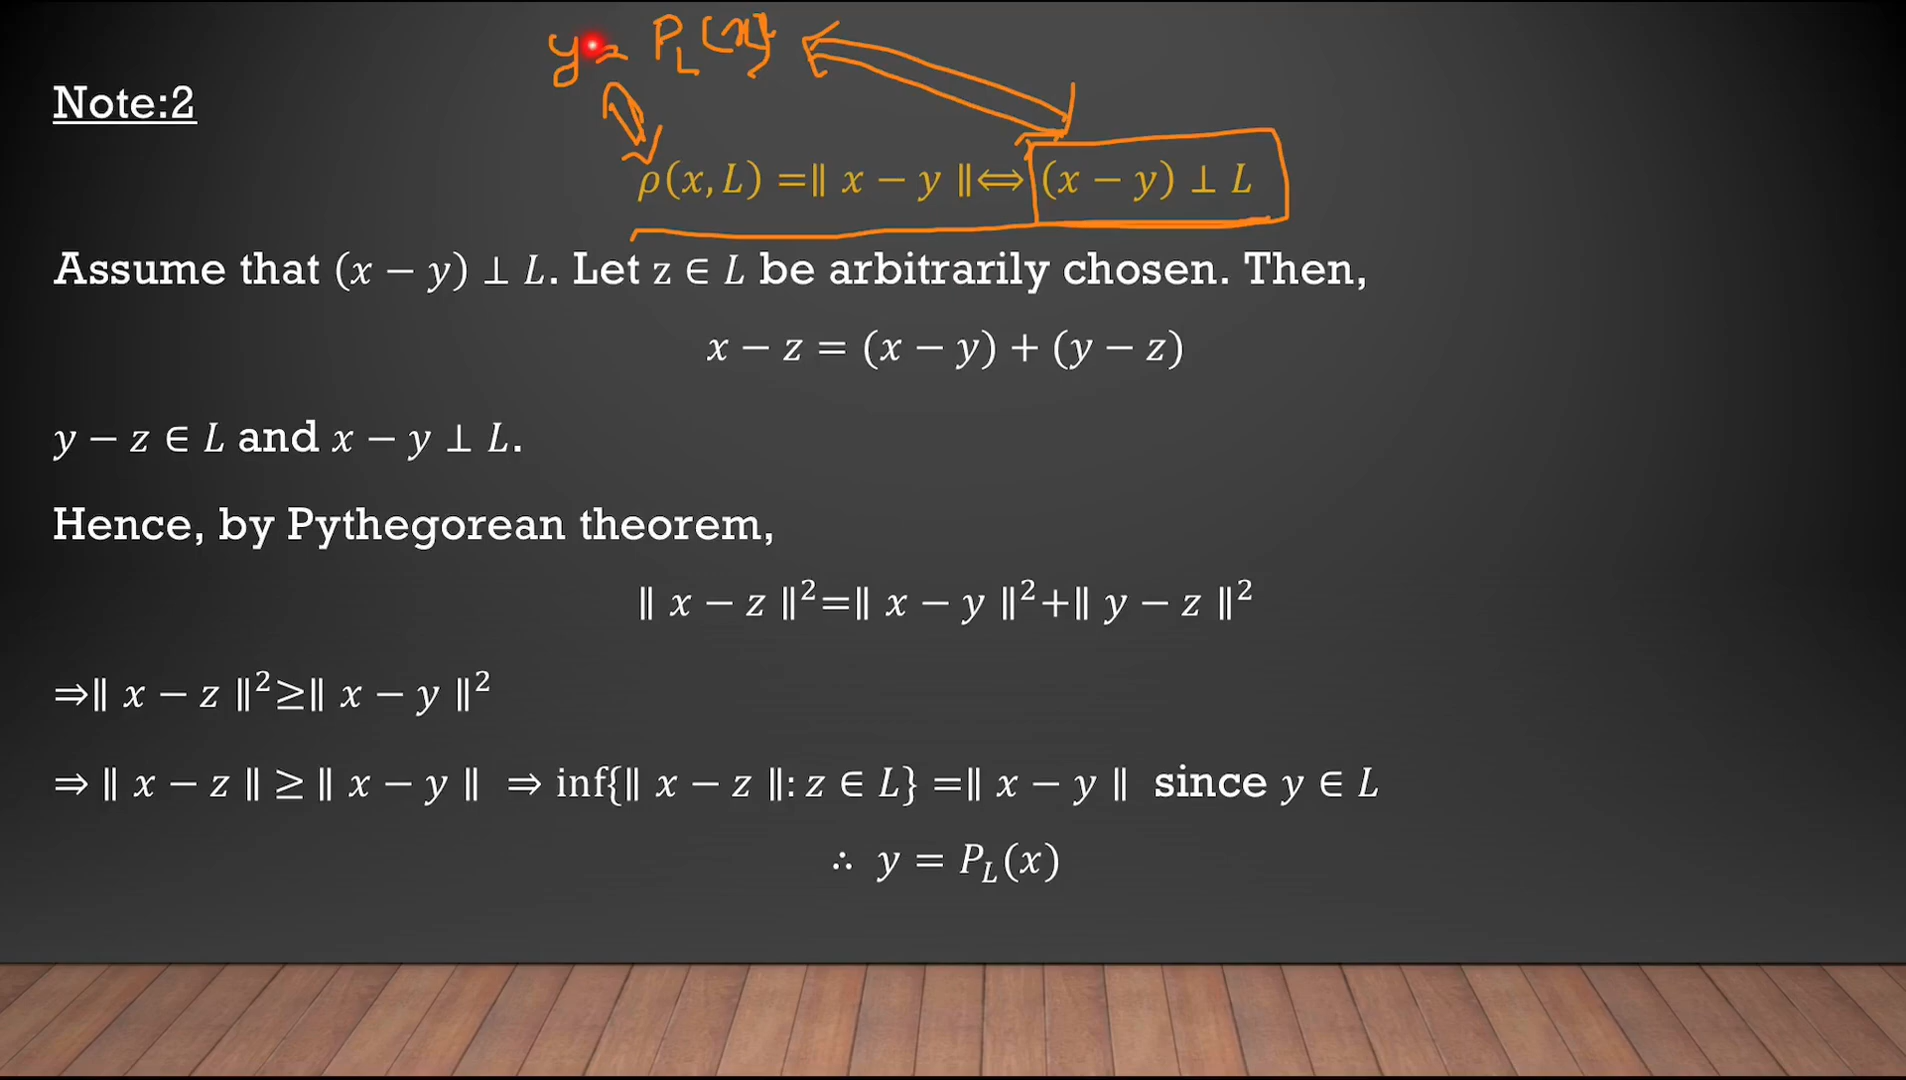 y = P_L(x)
Note:2
ρ(x, L) =∥ x − y ∥⟺ (x − y) ⊥ L
Assume that (x − y) ⊥ L. Let z ∈ L be arbitrarily chosen. Then,
x − z = (x − y) + (y − z)
y − z ∈ L and x − y ⊥ L.
Hence, by Pythegorean theorem,
∥ x − z ∥²=∥ x − y ∥²+∥ y − z ∥²
⇒∥ x − z ∥²≥∥ x − y ∥²
⇒ ∥ x − z ∥ ≥ ∥ x − y ∥ ⇒ inf{∥ x − z ∥: z ∈ L} =∥ x − y ∥ since y ∈ L
∴ y = P_L(x)